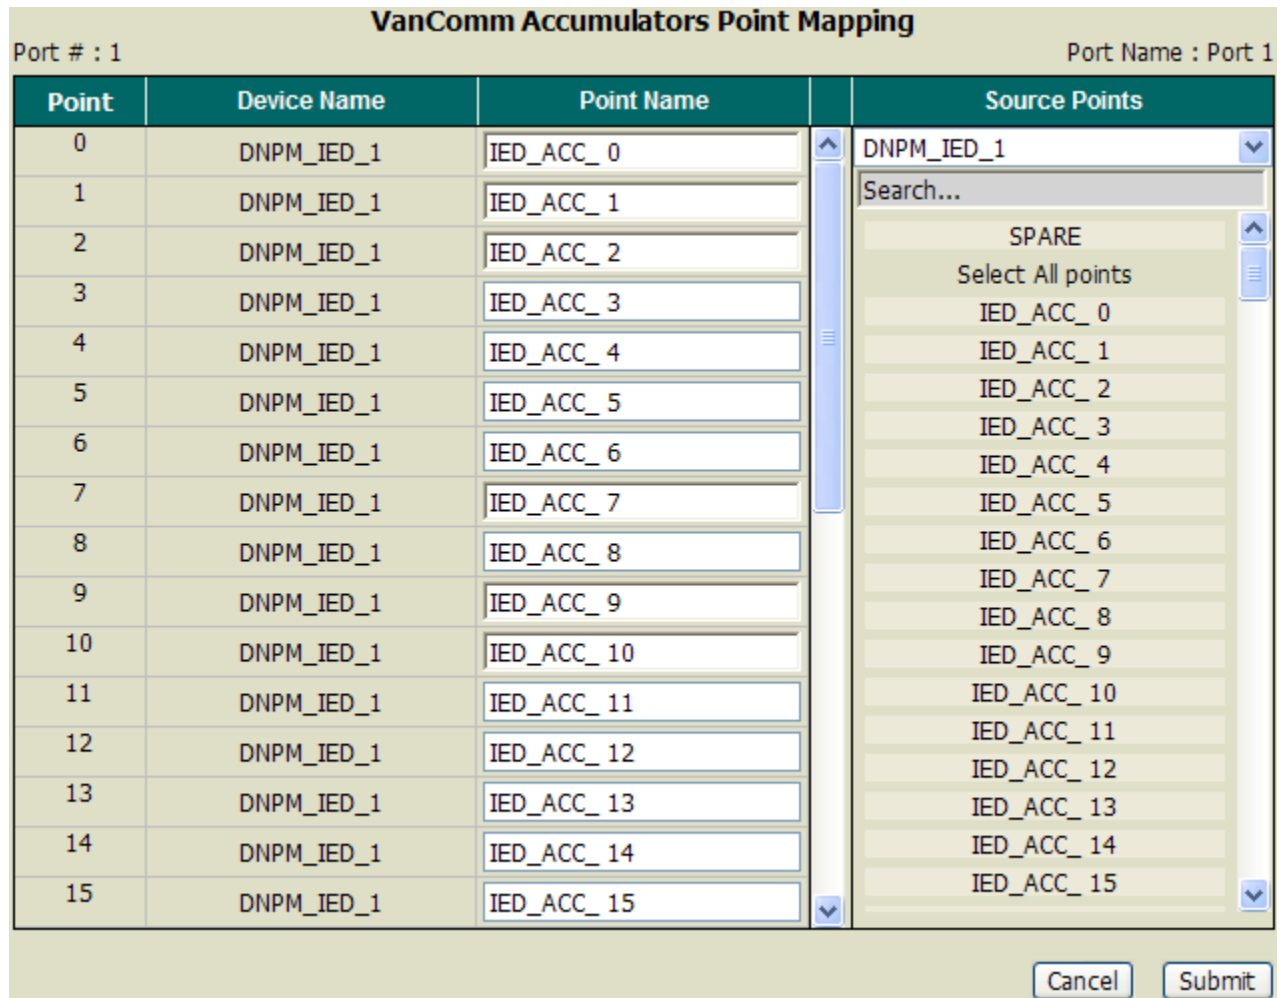 VanComm Accumulators Point Mapping
Port # : 1 Port Name : Port 1
Point Device Name Point Name Source Points
0 DNPM_IED_1 IED_ACC_ 0
1 DNPM_IED_1 IED_ACC_ 1
2 DNPM_IED_1 IED_ACC_ 2
3 DNPM_IED_1 IED_ACC_ 3
4 DNPM_IED_1 IED_ACC_ 4
5 DNPM_IED_1 IED_ACC_ 5
6 DNPM_IED_1 IED_ACC_ 6
7 DNPM_IED_1 IED_ACC_ 7
8 DNPM_IED_1 IED_ACC_ 8
9 DNPM_IED_1 IED_ACC_ 9
10 DNPM_IED_1 IED_ACC_ 10
11 DNPM_IED_1 IED_ACC_ 11
12 DNPM_IED_1 IED_ACC_ 12
13 DNPM_IED_1 IED_ACC_ 13
14 DNPM_IED_1 IED_ACC_ 14
15 DNPM_IED_1 IED_ACC_ 15
DNPM_IED_1
Search...
SPARE
Select All points
IED_ACC_ 0
IED_ACC_ 1
IED_ACC_ 2
IED_ACC_ 3
IED_ACC_ 4
IED_ACC_ 5
IED_ACC_ 6
IED_ACC_ 7
IED_ACC_ 8
IED_ACC_ 9
IED_ACC_ 10
IED_ACC_ 11
IED_ACC_ 12
IED_ACC_ 13
IED_ACC_ 14
IED_ACC_ 15
Cancel Submit